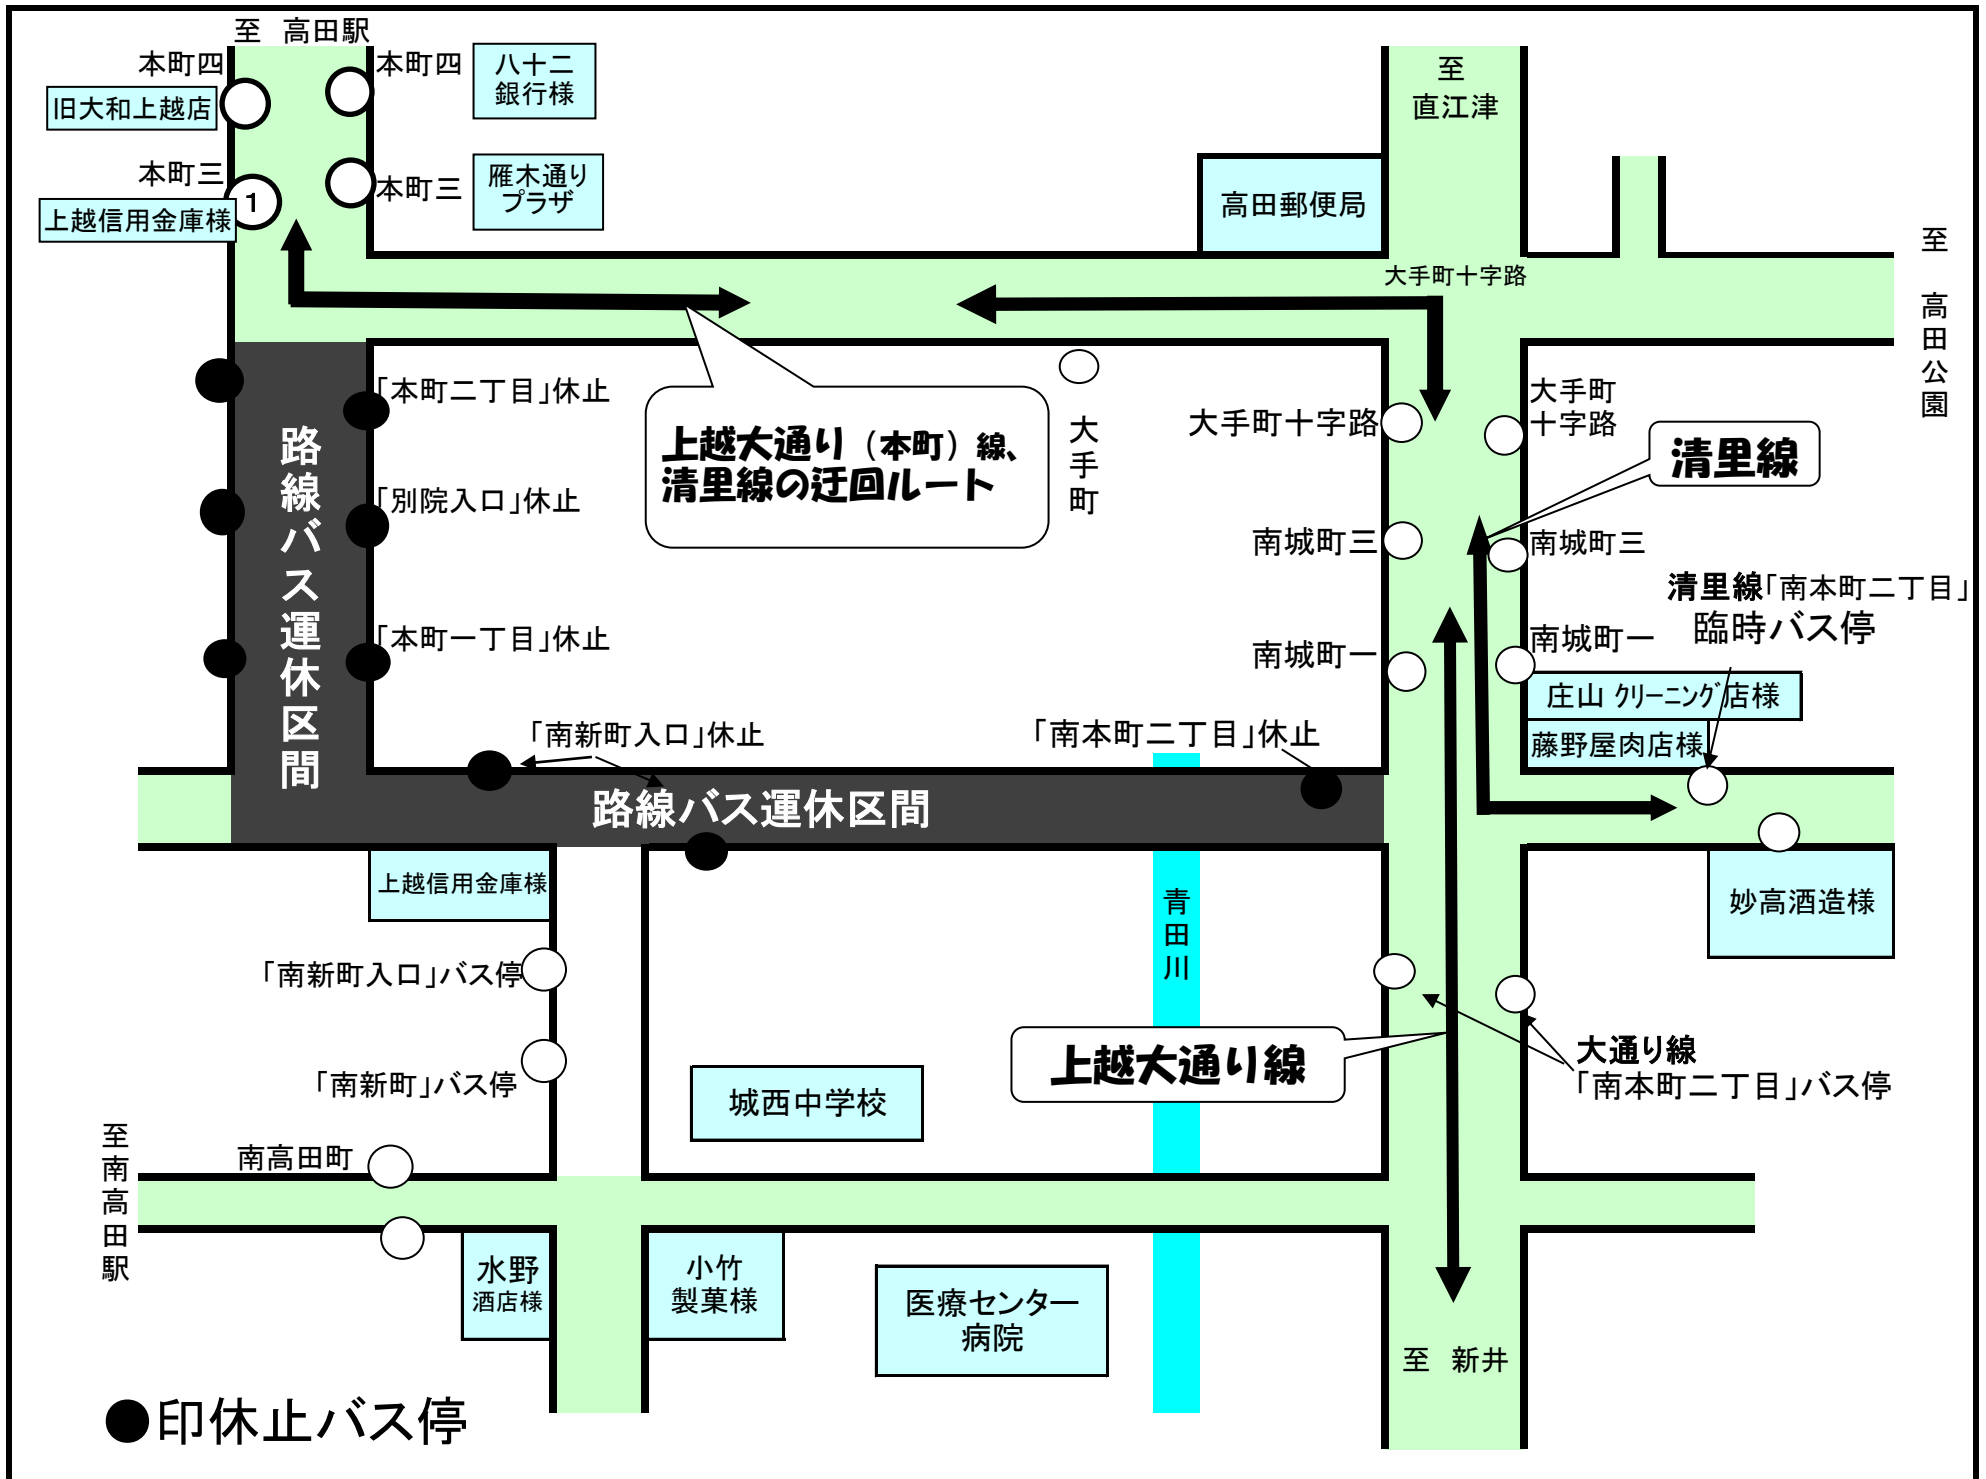 至　高田駅
本町四
本町四
八十二
銀行様
旧大和上越店
本町三
本町三
雁木通り
プラザ
1
上越信用金庫様
至
直江津
高田郵便局
大手町十字路
至　高田公園
「本町二丁目」休止
「別院入口」休止
「本町一丁目」休止
路線バス運休区間
上越大通り（本町）線、
清里線の迂回ルート
大手町
大手町十字路
大手町
十字路
清里線
南城町三
南城町三
清里線「南本町二丁目」
臨時バス停
南城町一
南城町一
庄山 ｸﾘｰﾆﾝｸﾞ店様
藤野屋肉店様
「南新町入口」休止
「南本町二丁目」休止
路線バス運休区間
上越信用金庫様
青田川
妙高酒造様
「南新町入口」バス停
「南新町」バス停
上越大通り線
大通り線
「南本町二丁目」バス停
城西中学校
至南高田駅
南高田町
水野
酒店様
小竹
製菓様
医療センター
病院
至　新井
●印休止バス停